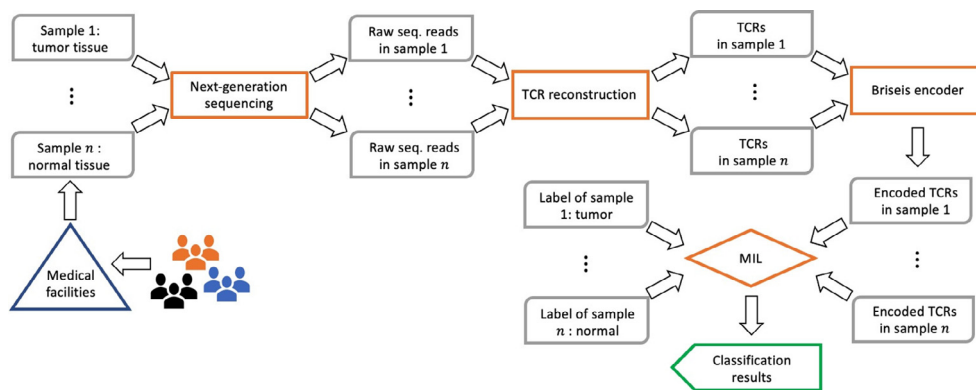 Sample 1:
tumor tissue
⋮
Sample n :
normal tissue
Medical
facilities
Next-generation
sequencing
Raw seq. reads
in sample 1
⋮
Raw seq. reads
in sample n
TCR reconstruction
TCRs
in sample 1
⋮
TCRs
in sample n
Briseis encoder
Encoded TCRs
in sample 1
⋮
Encoded TCRs
in sample n
Label of sample
1: tumor
⋮
Label of sample
n : normal
MIL
Classification
results